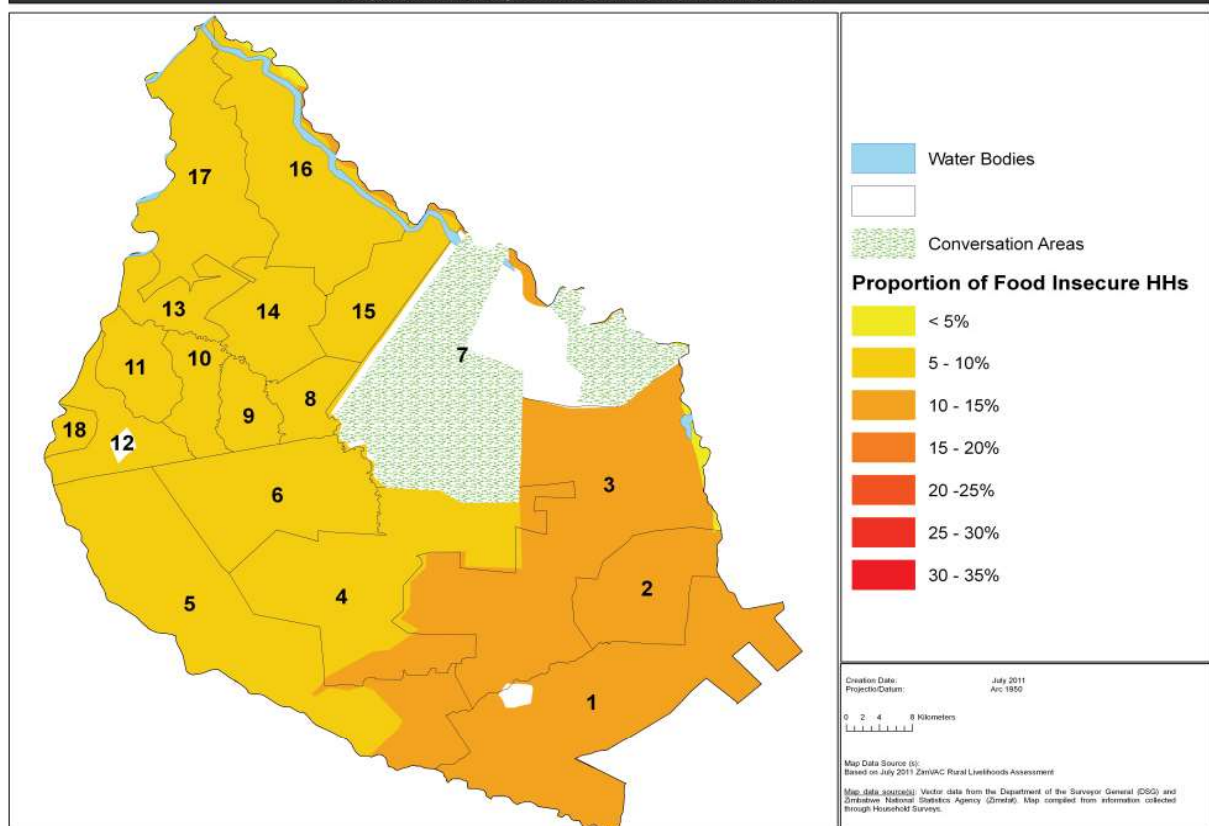 17
16
13
14
15
7
11
10
9
8
18
12
6
3
5
4
2
1
Water Bodies
Conversation Areas
Proportion of Food Insecure HHs
< 5%
5 - 10%
10 - 15%
15 - 20%
20 -25%
25 - 30%
30 - 35%
Creation Date: July 2011
Projectio/Datum: Arc 1950
0 2 4 8 Kilometers
Map Data Source (s):
Based on July 2011 ZimVAC Rural Livelihoods Assessment
Map data source(s): Vector data from the Department of the Surveyor General (DSG) and
Zimbabwe National Statistics Agency (Zimstat). Map compiled from information collected
through Household Surveys.